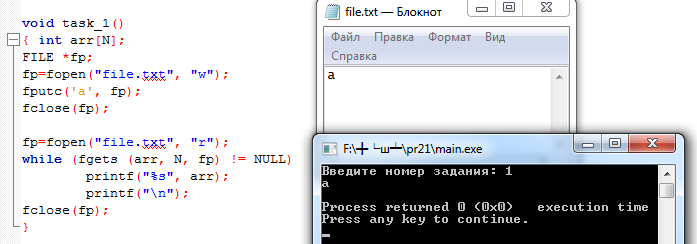 void task_1()
{ int arr[N];
FILE *fp;
fp=fopen("file.txt", "w");
fputc('a', fp);
fclose(fp);
fp=fopen("file.txt", "r");
while (fgets (arr, N, fp) != NULL)
printf("%s", arr);
printf("\n");
fclose(fp);
}
file.txt — Блокнот
Файл Правка Формат Вид
Справка
a
\pr21\main.exe
Введите номер задания: 1
a
Process returned 0 (0x0) execution time
Press any key to continue.